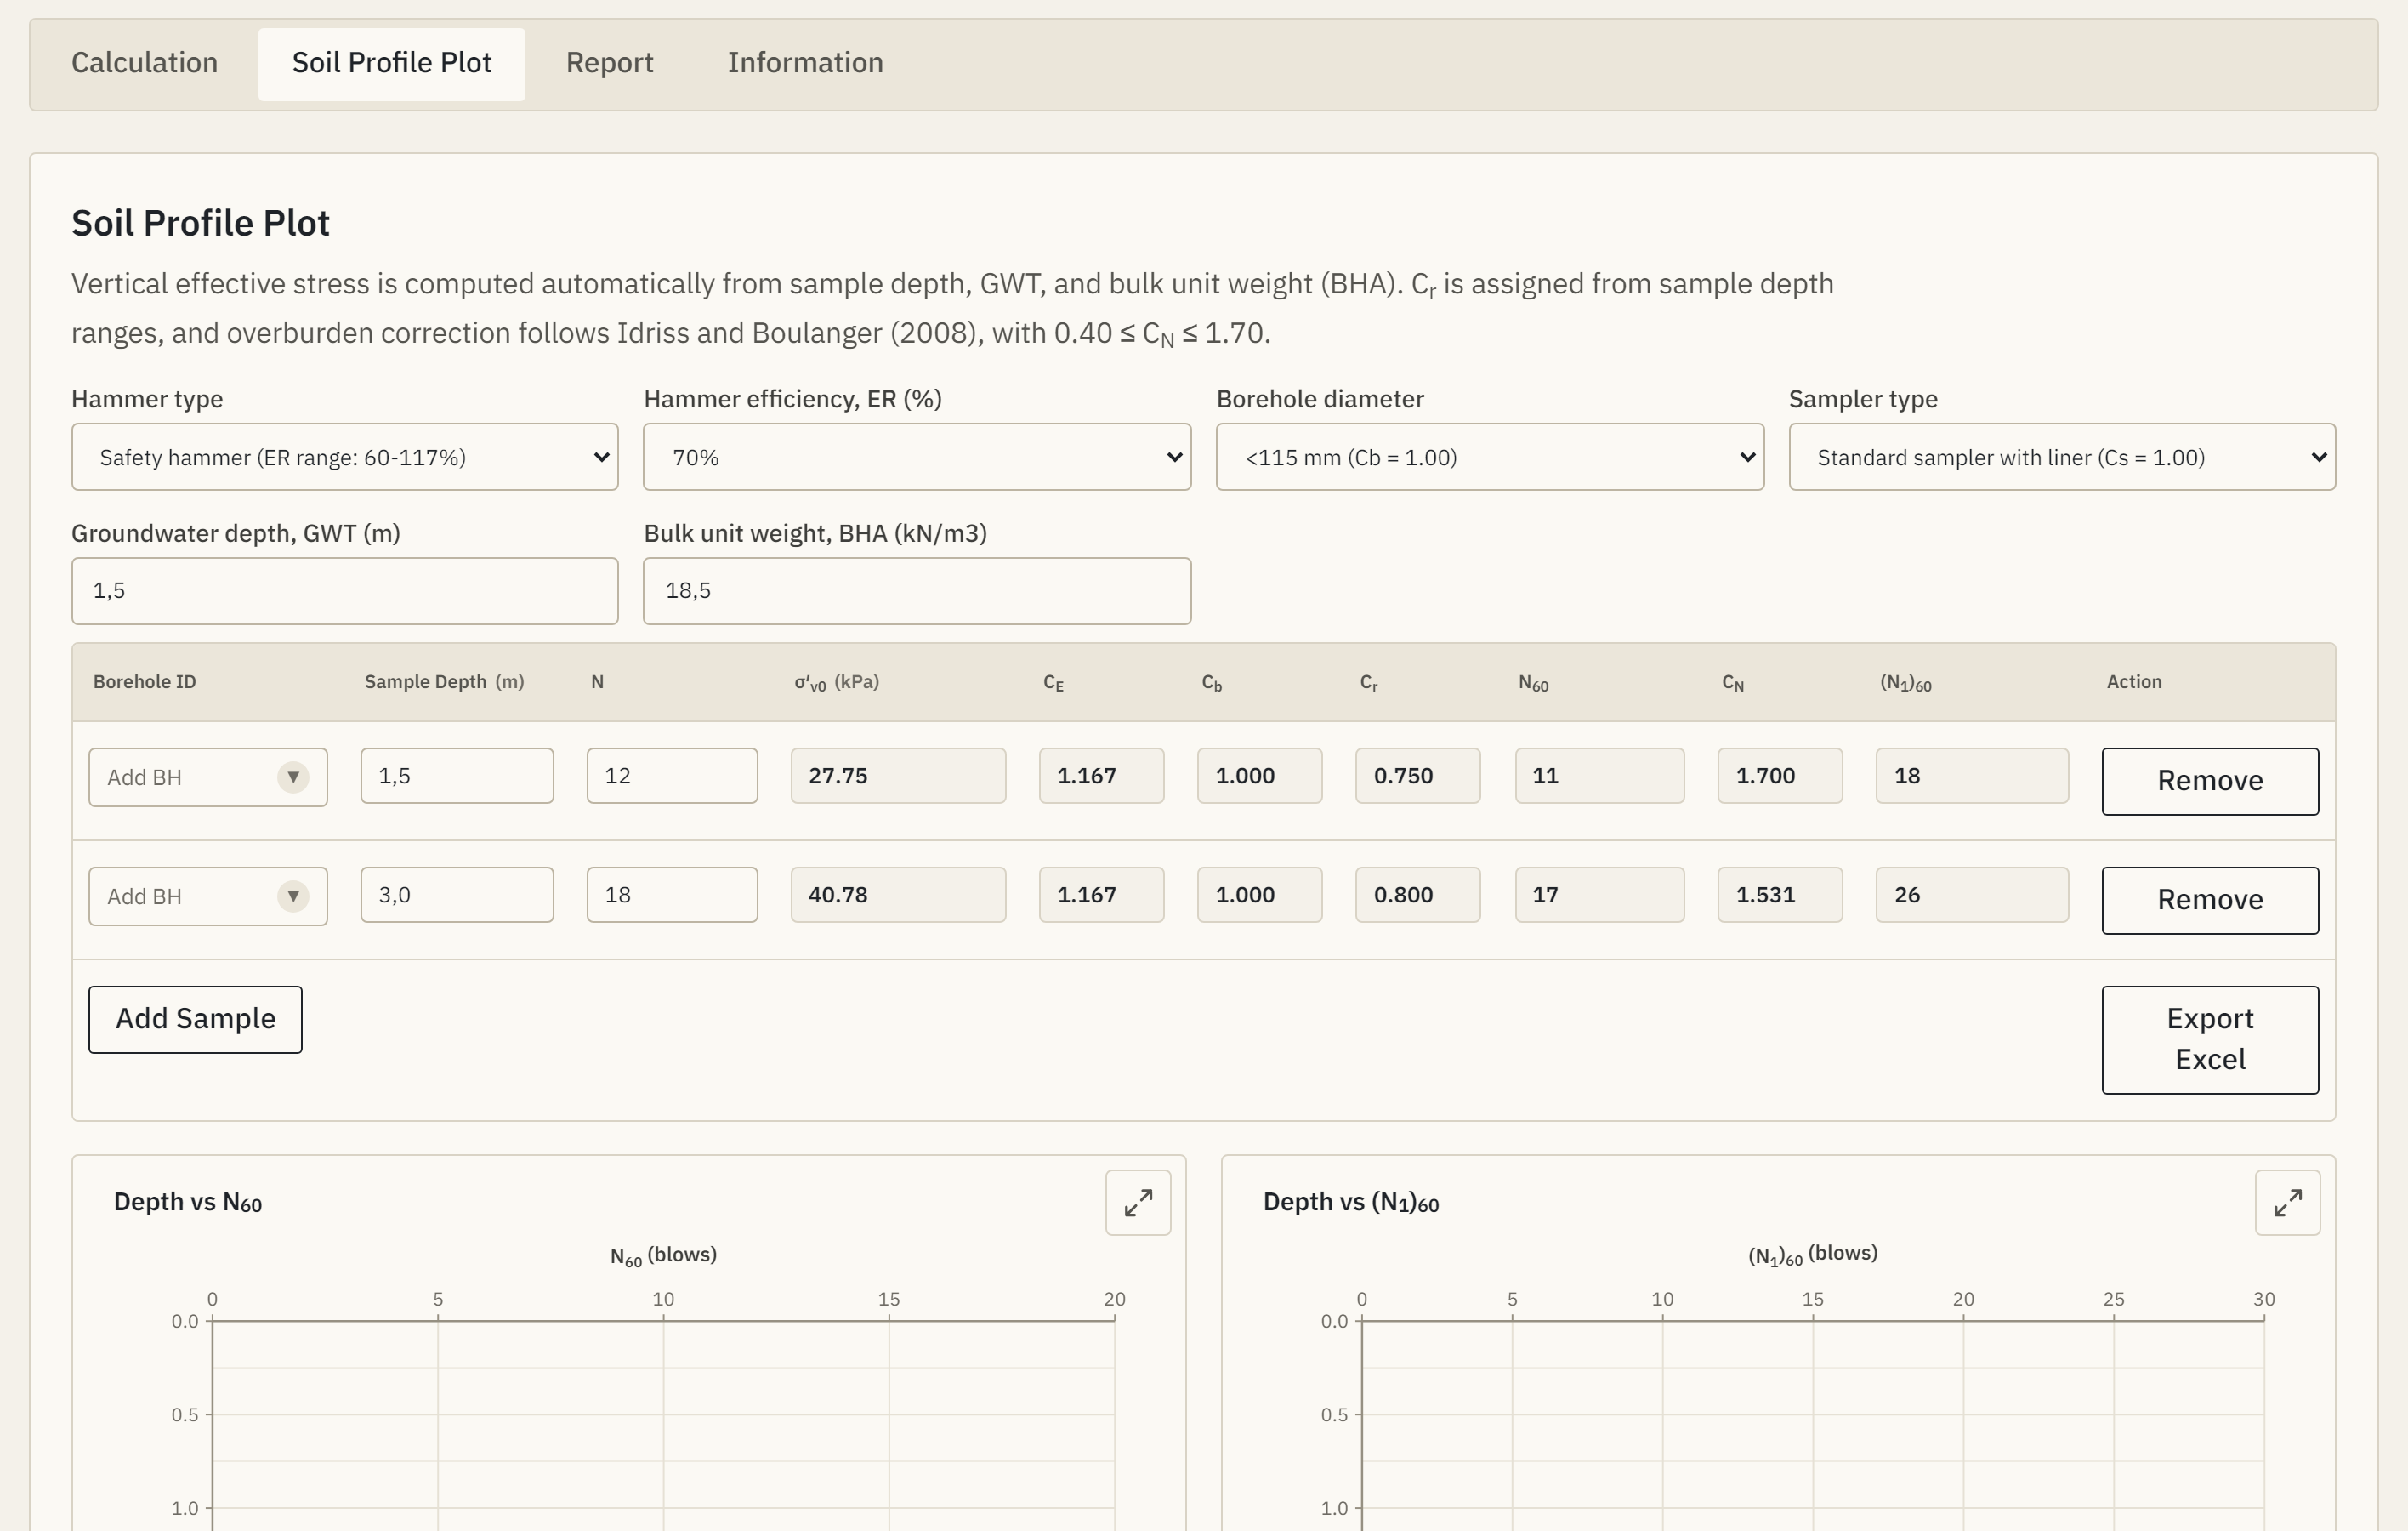 Calculation Soil Profile Plot Report Information
Soil Profile Plot
Vertical effective stress is computed automatically from sample depth, GWT, and bulk unit weight (BHA). Cr is assigned from sample depth
ranges, and overburden correction follows Idriss and Boulanger (2008), with 0.40 ≤ CN ≤ 1.70.
Hammer type Hammer efficiency, ER (%) Borehole diameter Sampler type
Safety hammer (ER range: 60-117%) 70% <115 mm (Cb = 1.00) Standard sampler with liner (Cs = 1.00)
Groundwater depth, GWT (m) Bulk unit weight, BHA (kN/m3)
1,5 18,5
Borehole ID Sample Depth (m) N σ′v0 (kPa) CE Cb Cr N60 CN (N1)60 Action
Add BH ▼ 1,5 12 27.75 1.167 1.000 0.750 11 1.700 18 Remove
Add BH ▼ 3,0 18 40.78 1.167 1.000 0.800 17 1.531 26 Remove
Add Sample Export
Excel
Depth vs N60 Depth vs (N1)60
N60 (blows) (N1)60 (blows)
0 5 10 15 20 0 5 10 15 20 25 30
0.0 0.0
0.5 0.5
1.0 1.0